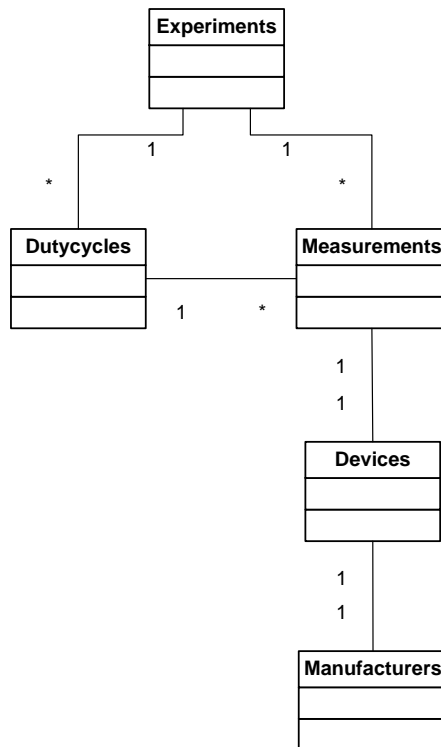 Experiments
1 1
* *
Dutycycles Measurements
1 *
1
1
Devices
1
1
Manufacturers